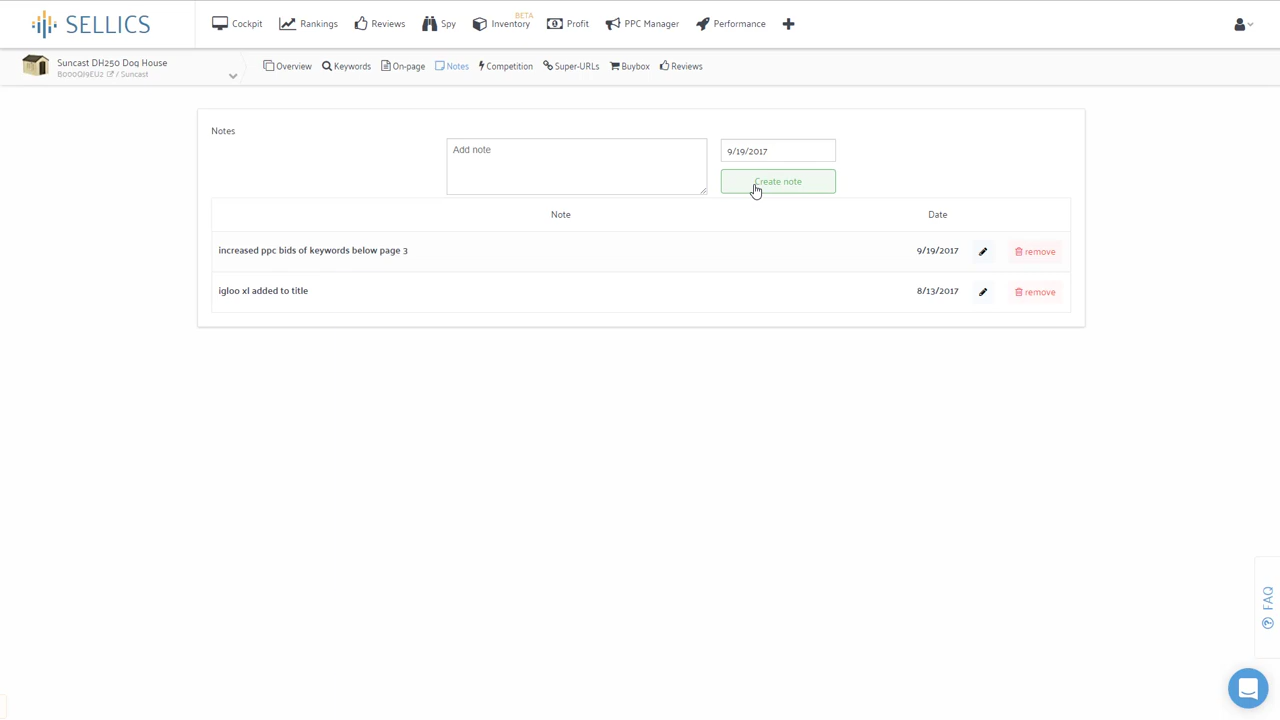 SELLICS
Cockpit Rankings Reviews Spy Inventory BETA Profit PPC Manager Performance
Suncast DH250 Dog House
B000QJ9EU2 / Suncast
Overview Keywords On-page Notes Competition Super-URLs Buybox Reviews
Notes
Add note
9/19/2017
Create note
Note Date
increased ppc bids of keywords below page 3 9/19/2017 remove
igloo xl added to title 8/13/2017 remove
? FAQ